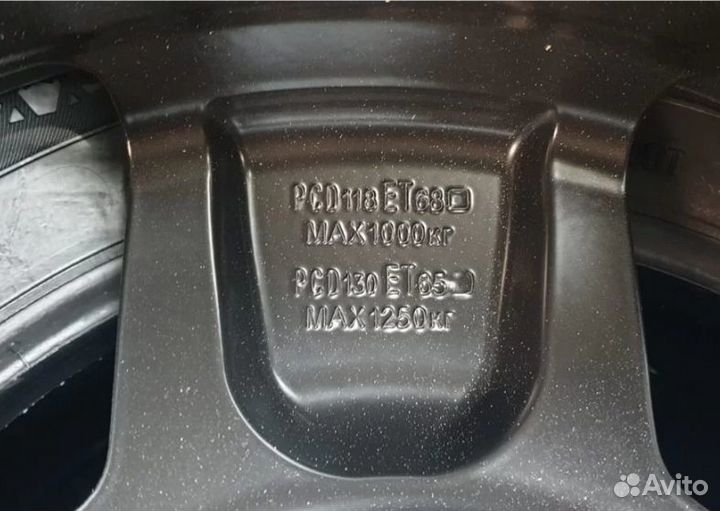 PCD118 ET68
MAX1000кг
PCD130 ET65
MAX1250кг
Avito